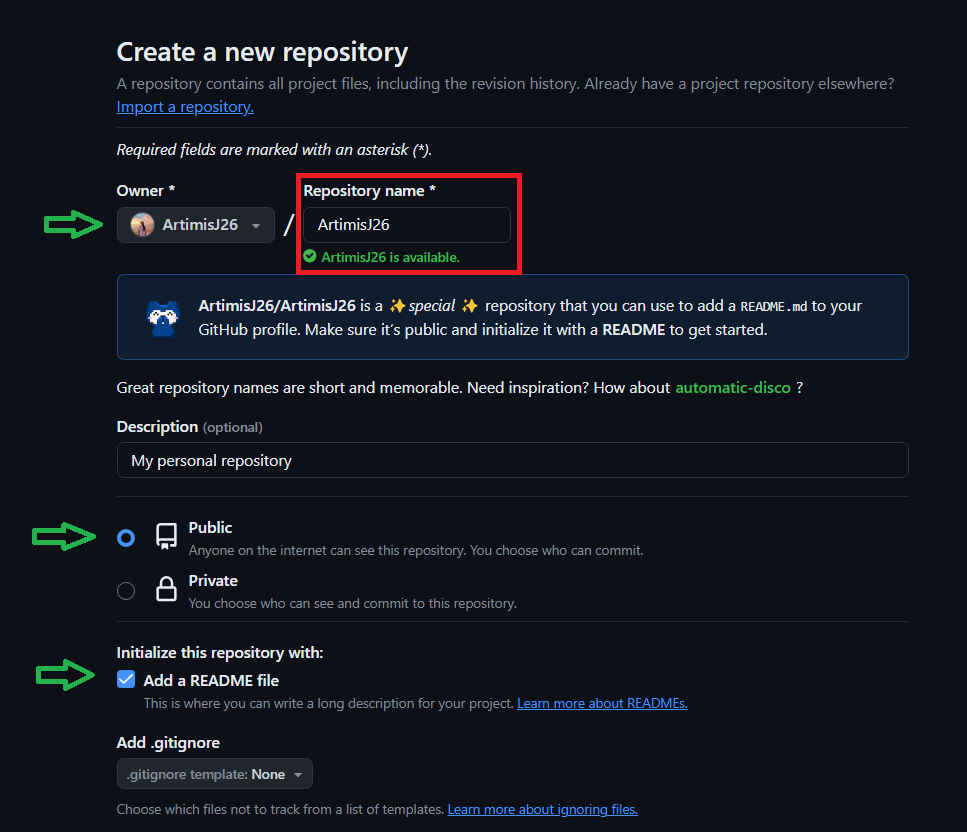 Create a new repository
A repository contains all project files, including the revision history. Already have a project repository elsewhere?
Import a repository.
Required fields are marked with an asterisk (*).
Owner *
Repository name *
ArtimisJ26
/
ArtimisJ26
ArtimisJ26 is available.
ArtimisJ26/ArtimisJ26 is a ✨ special ✨ repository that you can use to add a README.md to your
GitHub profile. Make sure it’s public and initialize it with a README to get started.
Great repository names are short and memorable. Need inspiration? How about automatic-disco ?
Description (optional)
My personal repository
Public
Anyone on the internet can see this repository. You choose who can commit.
Private
You choose who can see and commit to this repository.
Initialize this repository with:
Add a README file
This is where you can write a long description for your project. Learn more about READMEs.
Add .gitignore
.gitignore template: None
Choose which files not to track from a list of templates. Learn more about ignoring files.